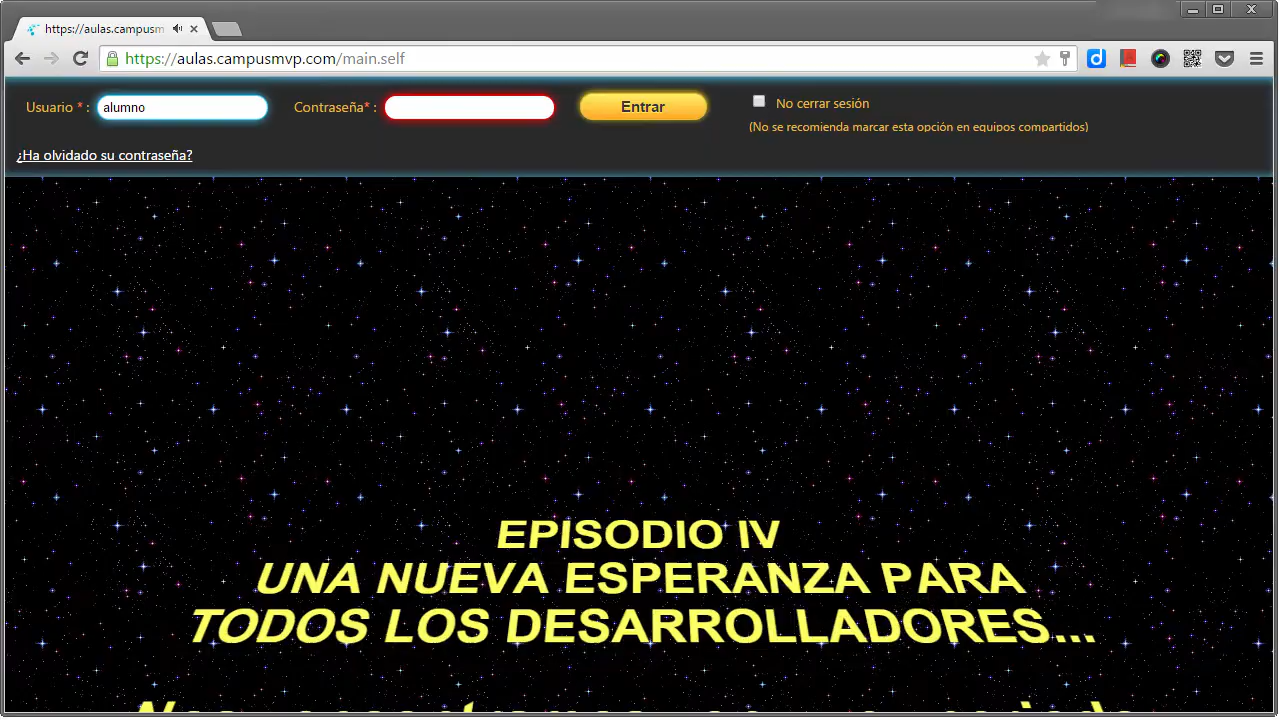 https://aulas.campusm
https://aulas.campusmvp.com/main.self
Usuario * : alumno Contraseña* : Entrar No cerrar sesión
(No se recomienda marcar esta opción en equipos compartidos)
¿Ha olvidado su contraseña?
EPISODIO IV
UNA NUEVA ESPERANZA PARA
TODOS LOS DESARROLLADORES...